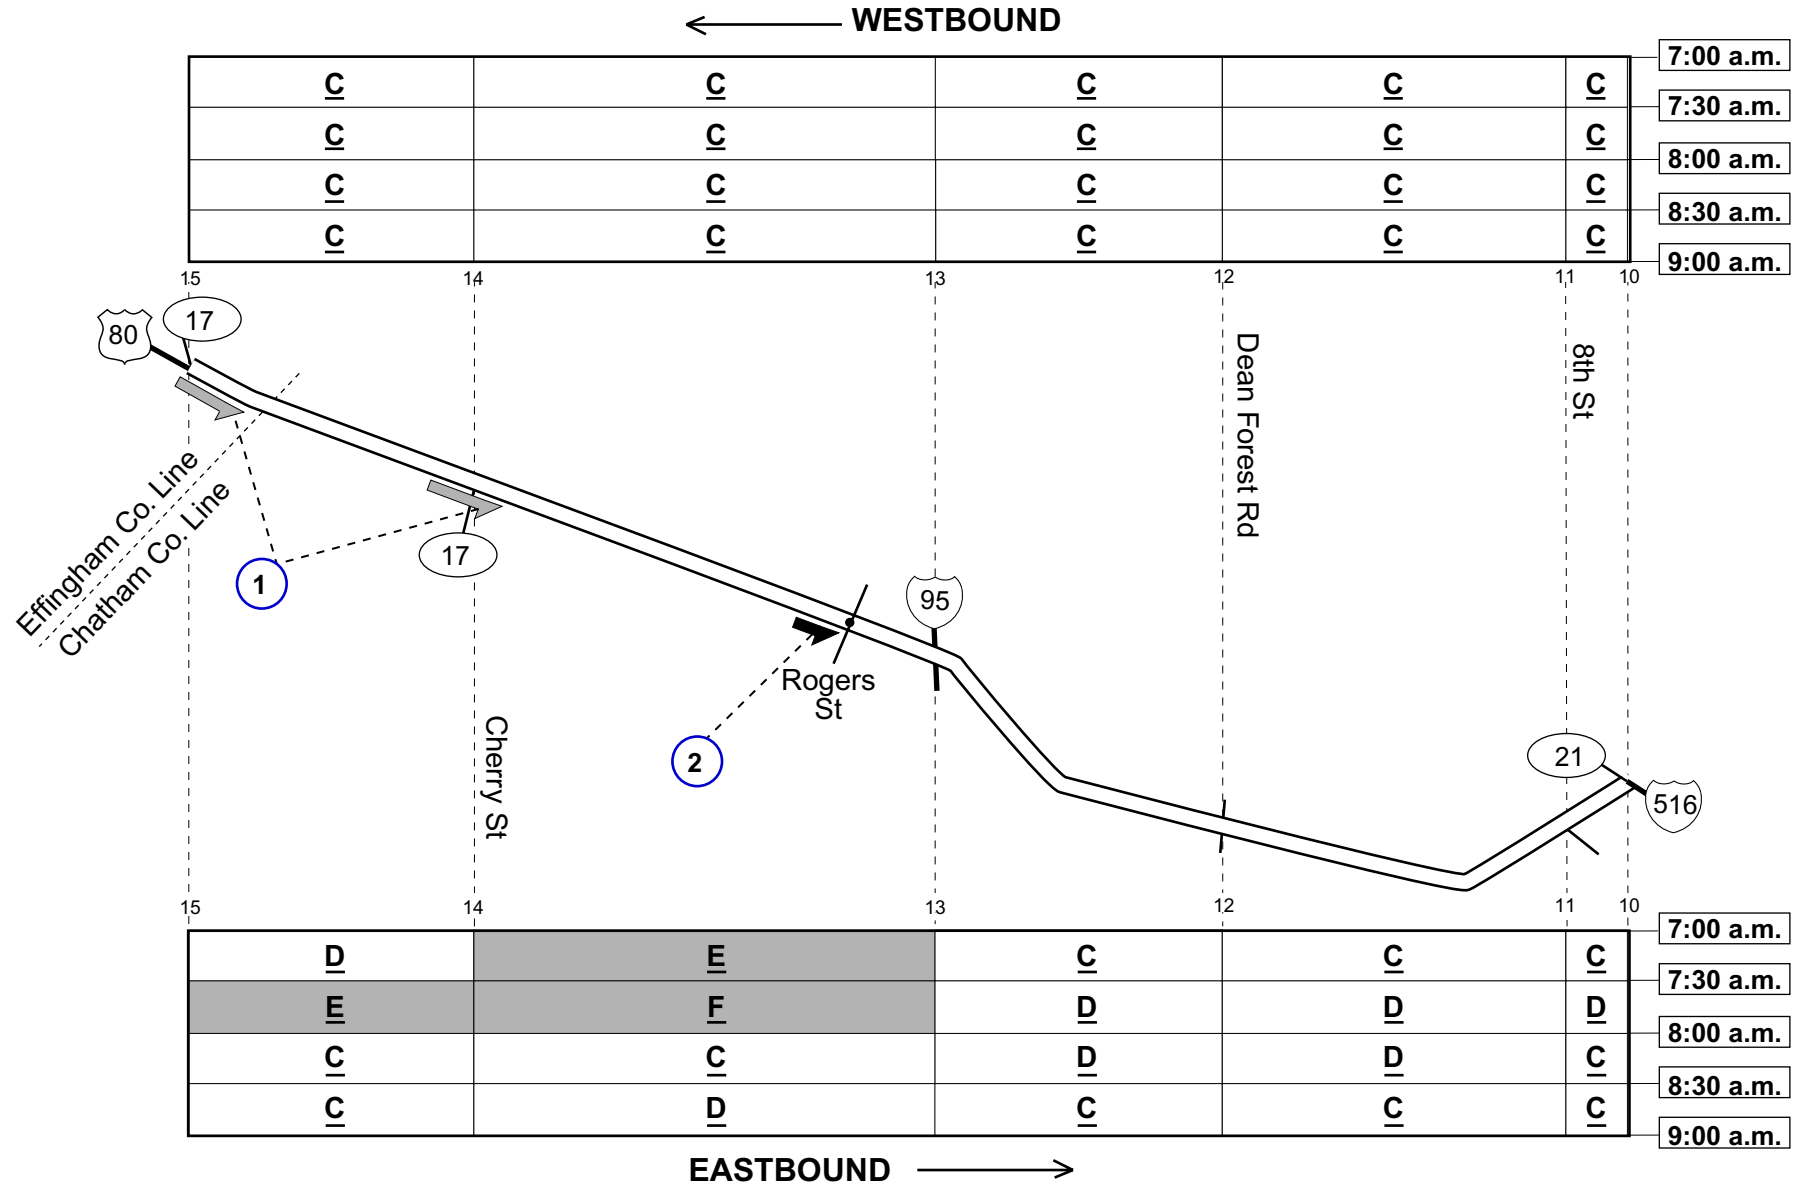 WESTBOUND
7:00 a.m.
C C C C C
7:30 a.m.
C C C C C
8:00 a.m.
C C C C C
8:30 a.m.
C C C C C
9:00 a.m.
15 14 13 12 11 10
80
17
Dean Forest Rd
8th St
Effingham Co. Line
Chatham Co. Line
17
1
95
Rogers
St
Cherry St
2
21
516
15 14 13 12 11 10
7:00 a.m.
D E C C C
7:30 a.m.
E F D D D
8:00 a.m.
C C D D C
8:30 a.m.
C D C C C
9:00 a.m.
EASTBOUND